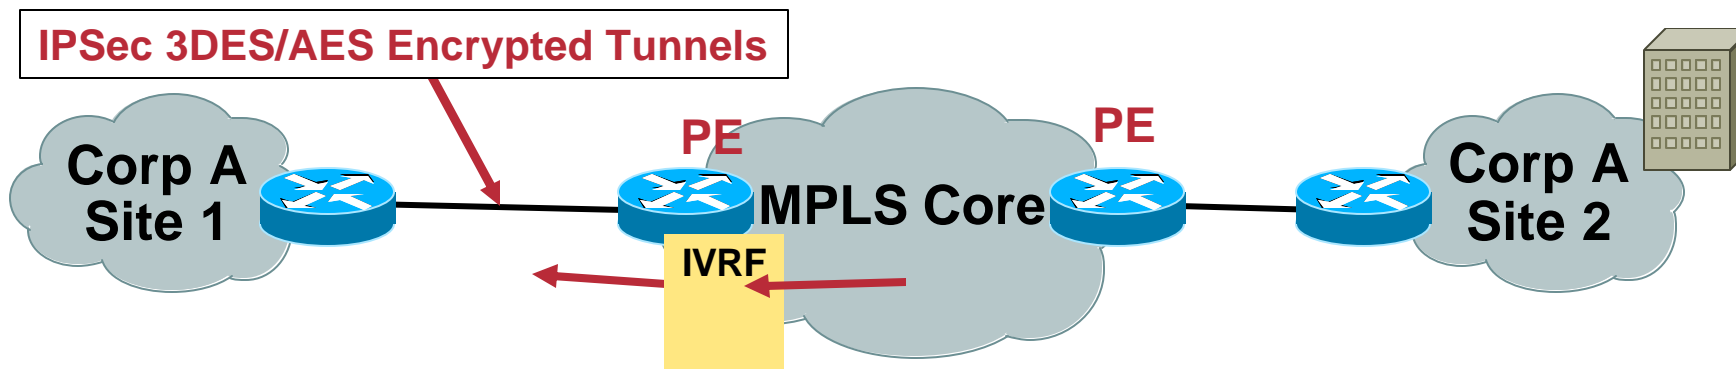 IPSec 3DES/AES Encrypted Tunnels
PE
PE
Corp A
Site 1
MPLS Core
Corp A
Site 2
IVRF